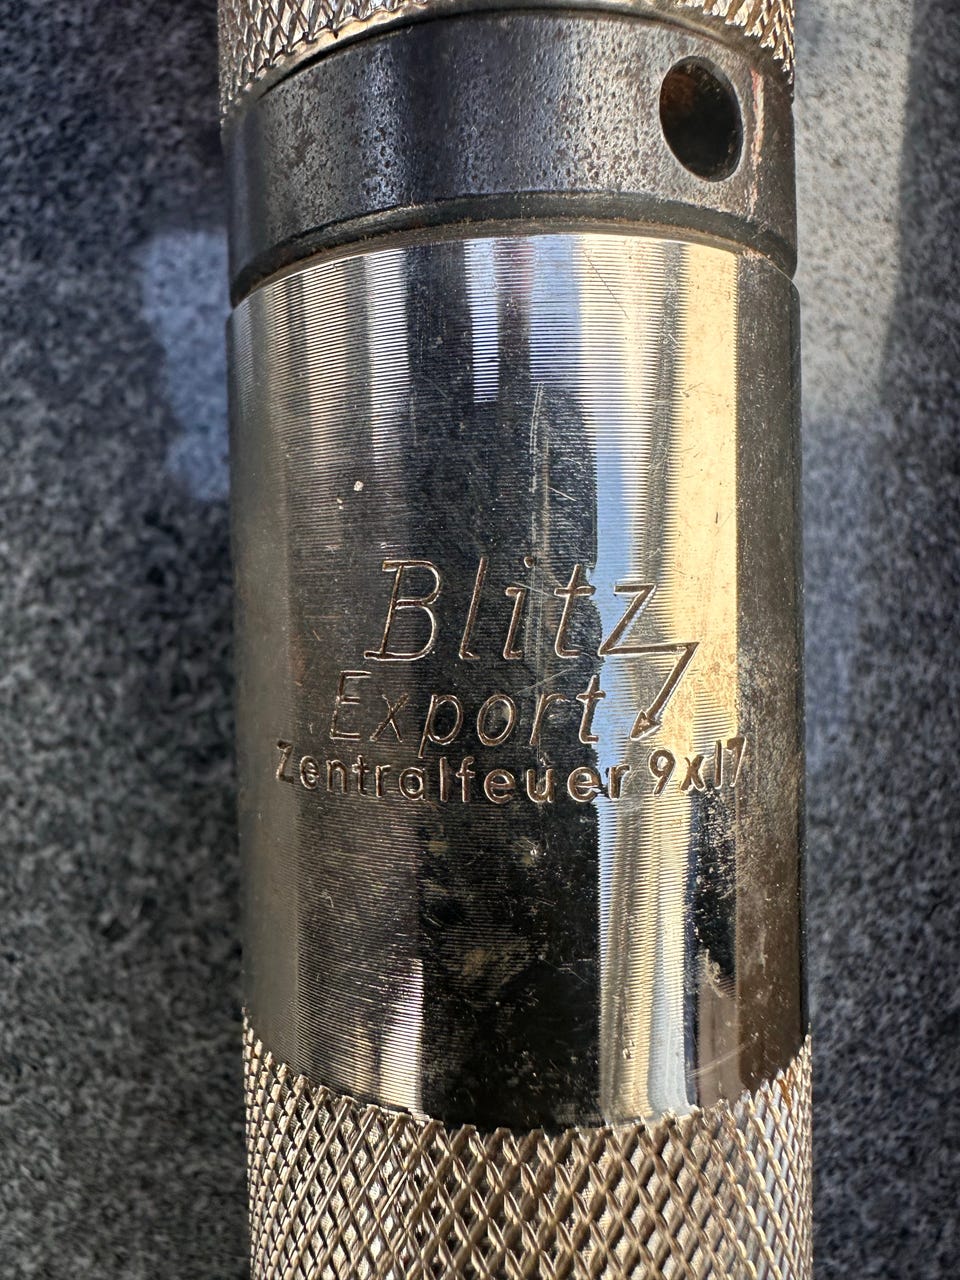 Blitz
Export
Zentralfeuer 9x17